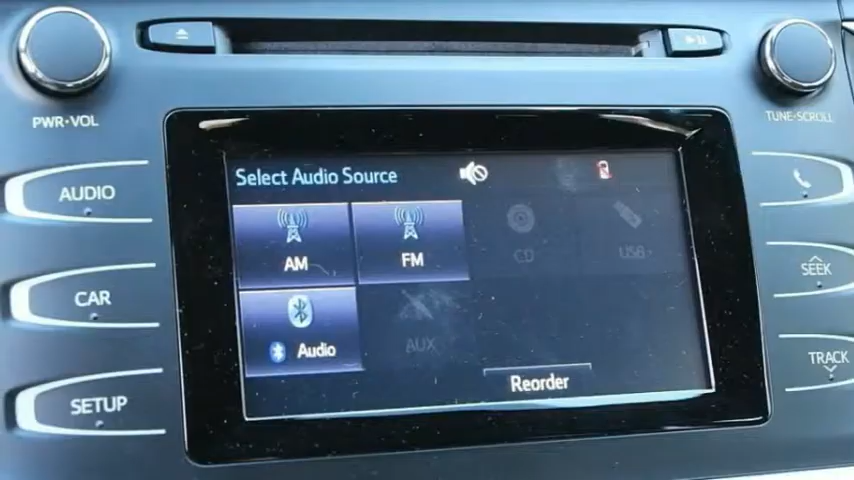 PWR•VOL
TUNE•SCROLL
AUDIO
CAR
SETUP
Select Audio Source
AM
FM
CD
USB
Audio
AUX
Reorder
SEEK
TRACK